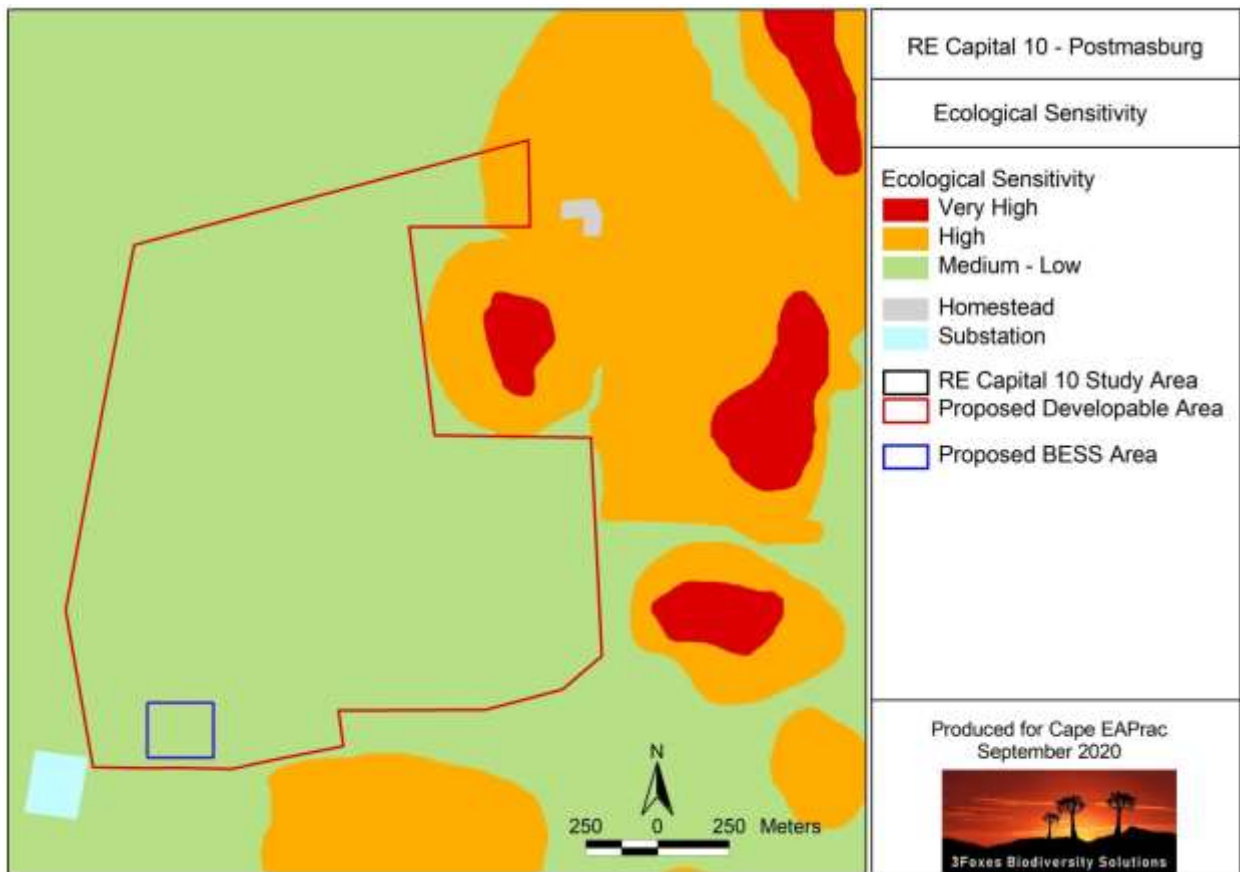 RE Capital 10 - Postmasburg
Ecological Sensitivity
Ecological Sensitivity
Very High
High
Medium - Low
Homestead
Substation
RE Capital 10 Study Area
Proposed Developable Area
Proposed BESS Area
N
250 0 250 Meters
Produced for Cape EAPrac
September 2020
3Foxes Biodiversity Solutions